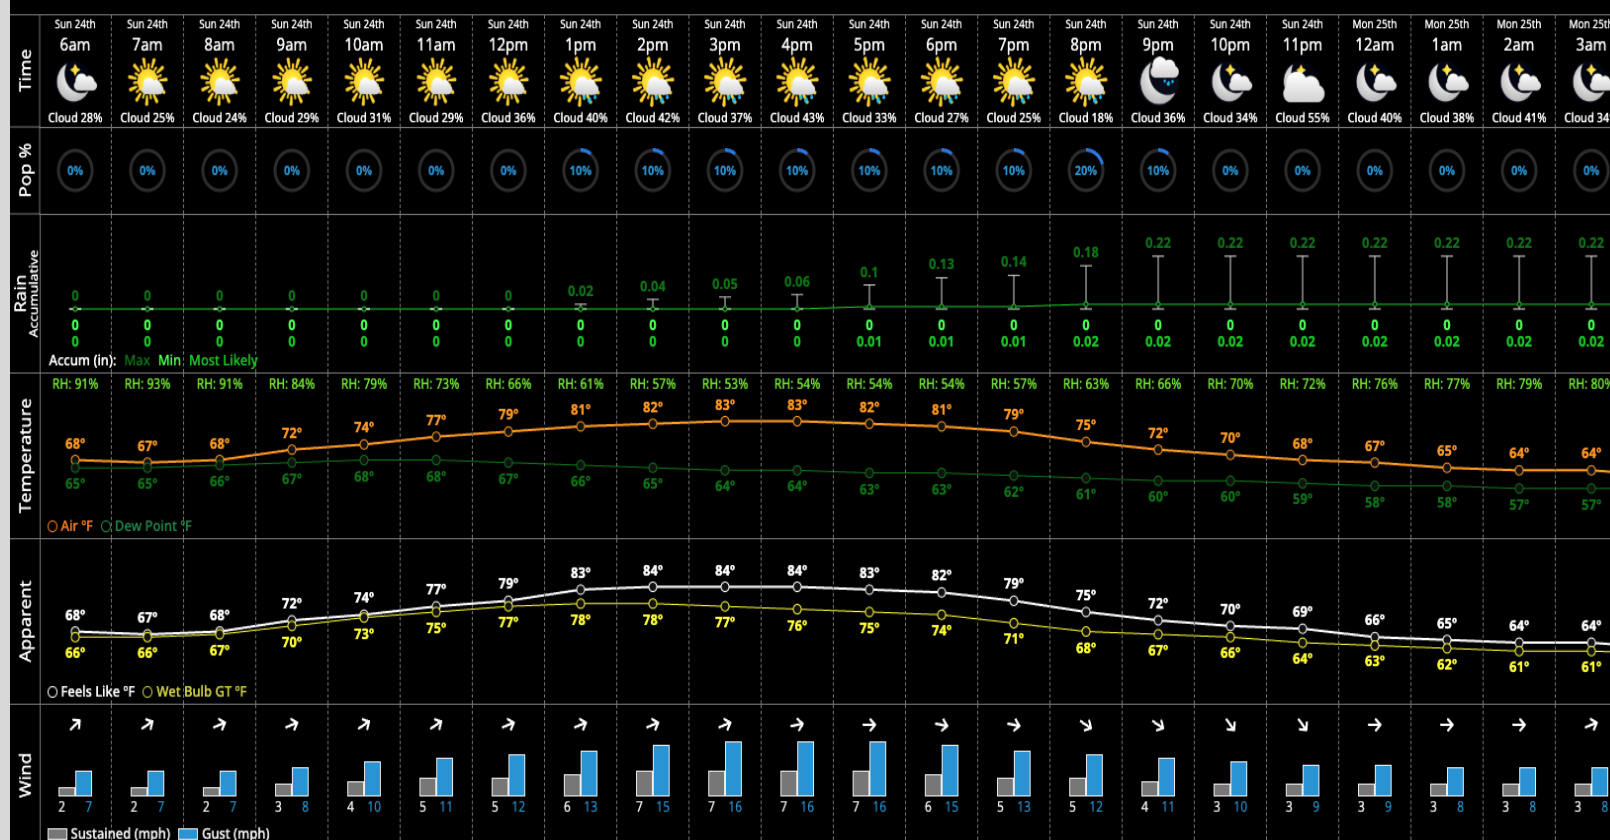 Sun 24th Sun 24th Sun 24th Sun 24th Sun 24th Sun 24th Sun 24th Sun 24th Sun 24th Sun 24th Sun 24th Sun 24th Sun 24th Sun 24th Sun 24th Sun 24th Sun 24th Sun 24th Mon 25th Mon 25th Mon 25th Mon 25th
Time
6am 7am 8am 9am 10am 11am 12pm 1pm 2pm 3pm 4pm 5pm 6pm 7pm 8pm 9pm 10pm 11pm 12am 1am 2am 3am
Cloud 28% Cloud 25% Cloud 24% Cloud 29% Cloud 31% Cloud 29% Cloud 36% Cloud 40% Cloud 42% Cloud 37% Cloud 43% Cloud 33% Cloud 27% Cloud 25% Cloud 18% Cloud 36% Cloud 34% Cloud 55% Cloud 40% Cloud 38% Cloud 41% Cloud 34
Pop %
0% 0% 0% 0% 0% 0% 0% 10% 10% 10% 10% 10% 10% 10% 20% 10% 0% 0% 0% 0% 0% 0%
Rain
Accumulative
0 0 0 0 0 0 0 0.02 0.04 0.05 0.06 0.1 0.13 0.14 0.18 0.22 0.22 0.22 0.22 0.22 0.22 0.22
0 0 0 0 0 0 0 0 0 0 0 0 0 0 0 0 0 0 0 0 0 0
0 0 0 0 0 0 0 0 0 0 0 0.01 0.01 0.01 0.02 0.02 0.02 0.02 0.02 0.02 0.02 0.02
Accum (in): Max Min Most Likely
Temperature
RH: 91% RH: 93% RH: 91% RH: 84% RH: 79% RH: 73% RH: 66% RH: 61% RH: 57% RH: 53% RH: 54% RH: 54% RH: 54% RH: 57% RH: 63% RH: 66% RH: 70% RH: 72% RH: 76% RH: 77% RH: 79% RH: 80%
68° 67° 68° 72° 74° 77° 79° 81° 82° 83° 83° 82° 81° 79° 75° 72° 70° 68° 67° 65° 64° 64°
65° 65° 66° 67° 68° 68° 67° 66° 65° 64° 64° 63° 63° 62° 61° 60° 60° 59° 58° 58° 57° 57°
Air °F Dew Point °F
Apparent
68° 67° 68° 72° 74° 77° 79° 83° 84° 84° 84° 83° 82° 79° 75° 72° 70° 69° 66° 65° 64° 64°
66° 66° 67° 70° 73° 75° 77° 78° 78° 77° 76° 75° 74° 71° 68° 67° 66° 64° 63° 62° 61° 61°
Feels Like °F Wet Bulb GT °F
Wind
2 7 2 7 2 7 3 8 4 10 5 11 5 12 6 13 7 15 7 16 7 16 7 16 6 15 5 13 5 12 4 11 3 10 3 9 3 9 3 8 3 8 3 8
Sustained (mph) Gust (mph)